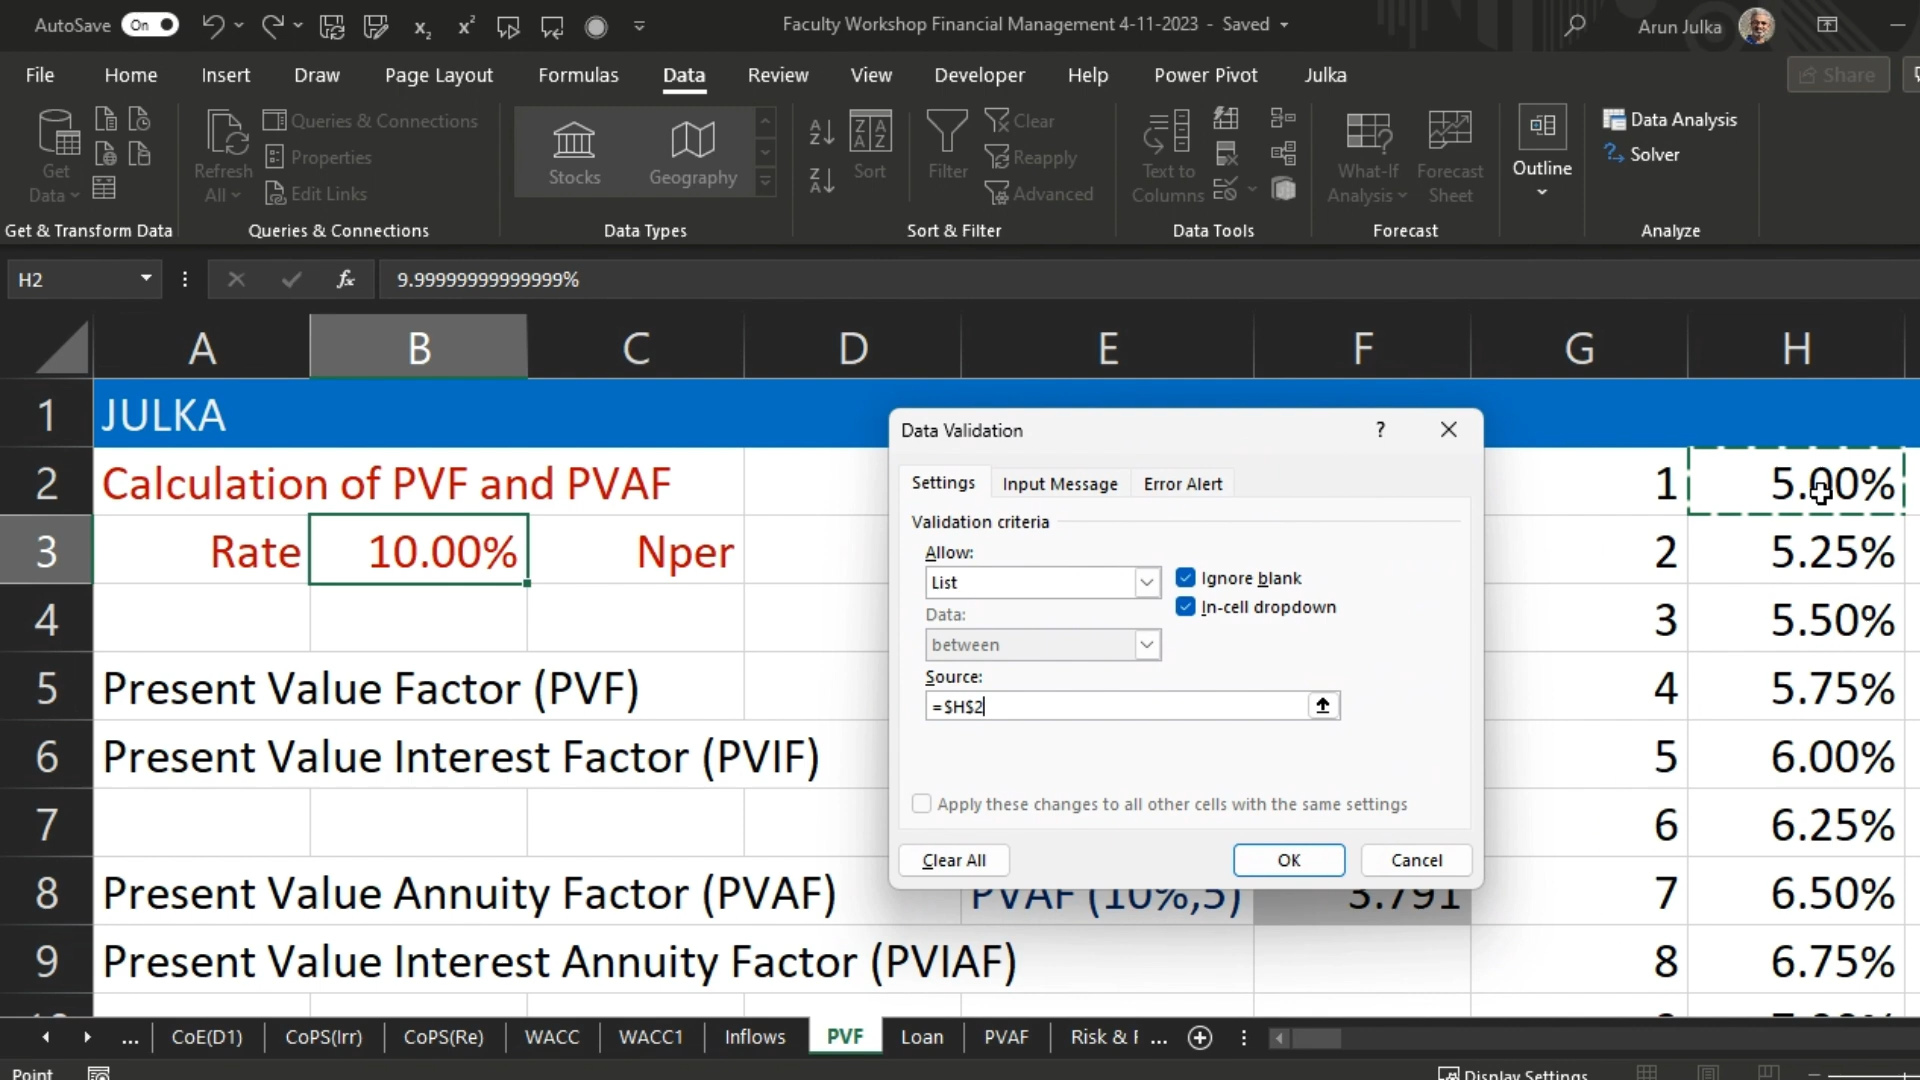 AutoSave On Faculty Workshop Financial Management 4-11-2023 - Saved Arun Julka
File Home Insert Draw Page Layout Formulas Data Review View Developer Help Power Pivot Julka Share
Get Data
Refresh All
Queries & Connections
Properties
Edit Links
Stocks Geography
Sort Filter
Clear
Reapply
Advanced
Text to Columns
What-If Analysis
Forecast Sheet
Outline
Data Analysis
Solver
Get & Transform Data Queries & Connections Data Types Sort & Filter Data Tools Forecast Analyze
H2 fx 9.99999999999999%
A B C D E F G H
1 JULKA
2 Calculation of PVF and PVAF 1 5.00%
3 Rate 10.00% Nper 2 5.25%
4 3 5.50%
5 Present Value Factor (PVF) 4 5.75%
6 Present Value Interest Factor (PVIF) 5 6.00%
7 6 6.25%
8 Present Value Annuity Factor (PVAF) PVAF (10%,5) 3.791 7 6.50%
9 Present Value Interest Annuity Factor (PVIAF) 8 6.75%
Data Validation ?
Settings Input Message Error Alert
Validation criteria
Allow:
List
Ignore blank
In-cell dropdown
Data:
between
Source:
=$H$2
Apply these changes to all other cells with the same settings
Clear All OK Cancel
... CoE(D1) CoPS(Irr) CoPS(Re) WACC WACC1 Inflows PVF Loan PVAF Risk & ...
Point Display Settings